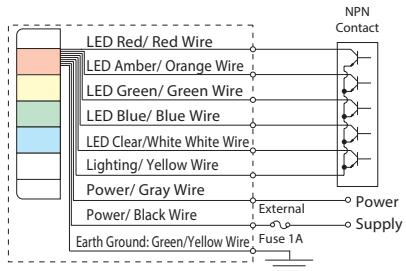 NPN
Contact
LED Red/ Red Wire
LED Amber/ Orange Wire
LED Green/ Green Wire
LED Blue/ Blue Wire
LED Clear/White White Wire
Lighting/ Yellow Wire
Power/ Gray Wire
Power
External
Power/ Black Wire
Supply
Fuse 1A
Earth Ground: Green/Yellow Wire